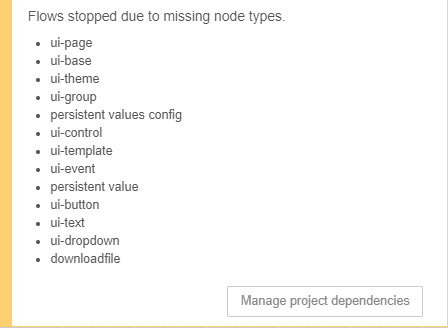 Flows stopped due to missing node types.
• ui-page
• ui-base
• ui-theme
• ui-group
• persistent values config
• ui-control
• ui-template
• ui-event
• persistent value
• ui-button
• ui-text
• ui-dropdown
• downloadfile
Manage project dependencies